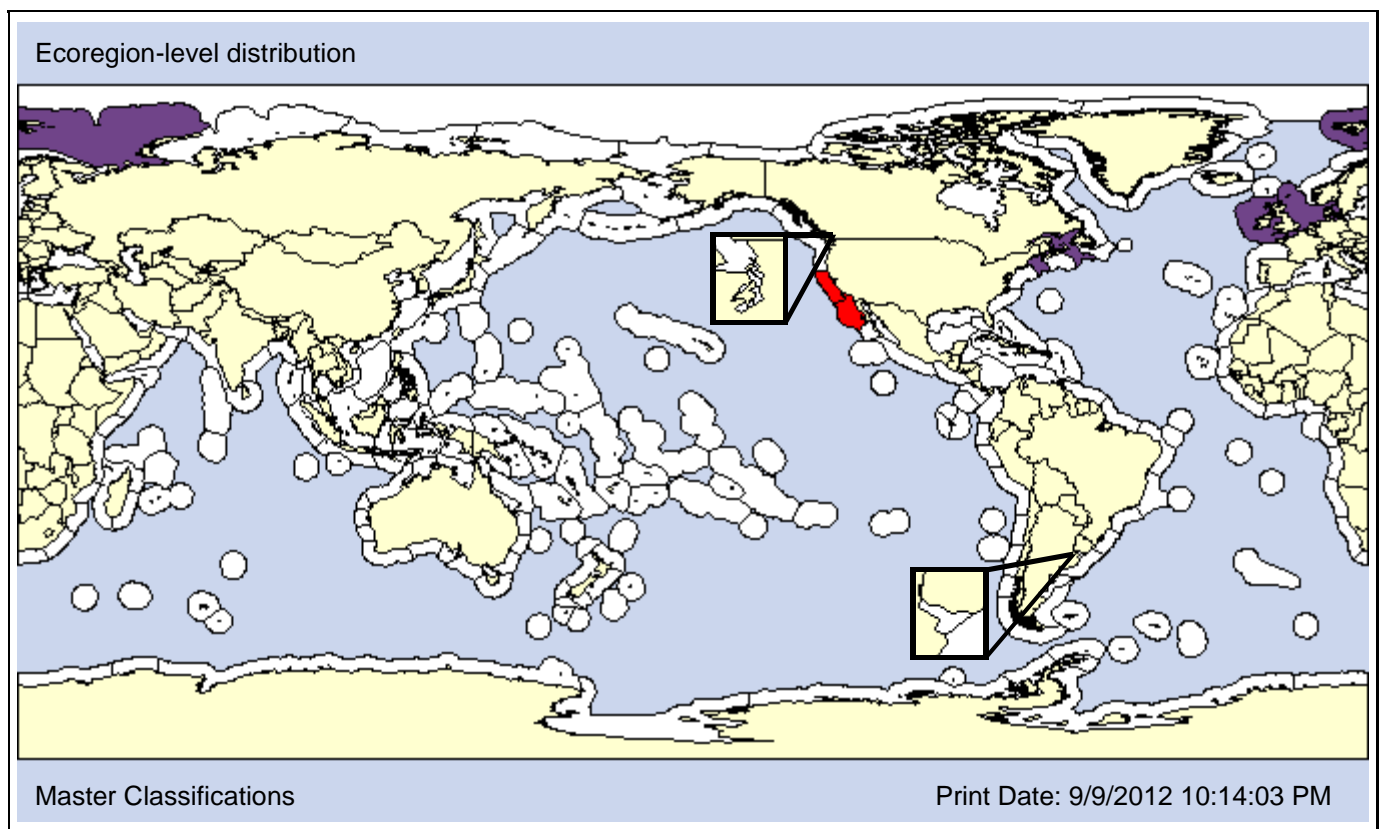 Ecoregion-level distribution
Master Classifications
Print Date: 9/9/2012 10:14:03 PM